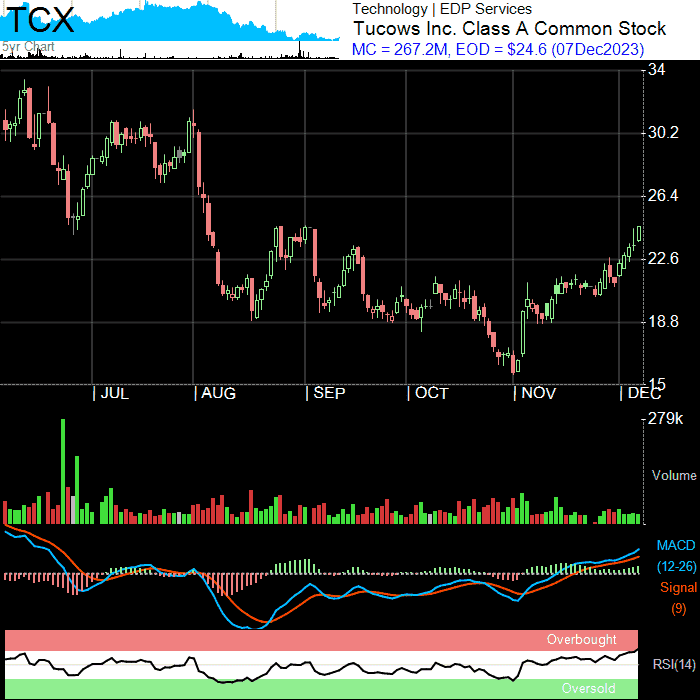 TCX
5yr Chart
Technology | EDP Services
Tucows Inc. Class A Common Stock
MC = 267.2M, EOD = $24.6 (07Dec2023)
34
30.2
26.4
22.6
18.8
15
| JUL | AUG | SEP | OCT | NOV | DEC
279k
Volume
MACD
(12-26)
Signal
(9)
Overbought
RSI(14)
Oversold